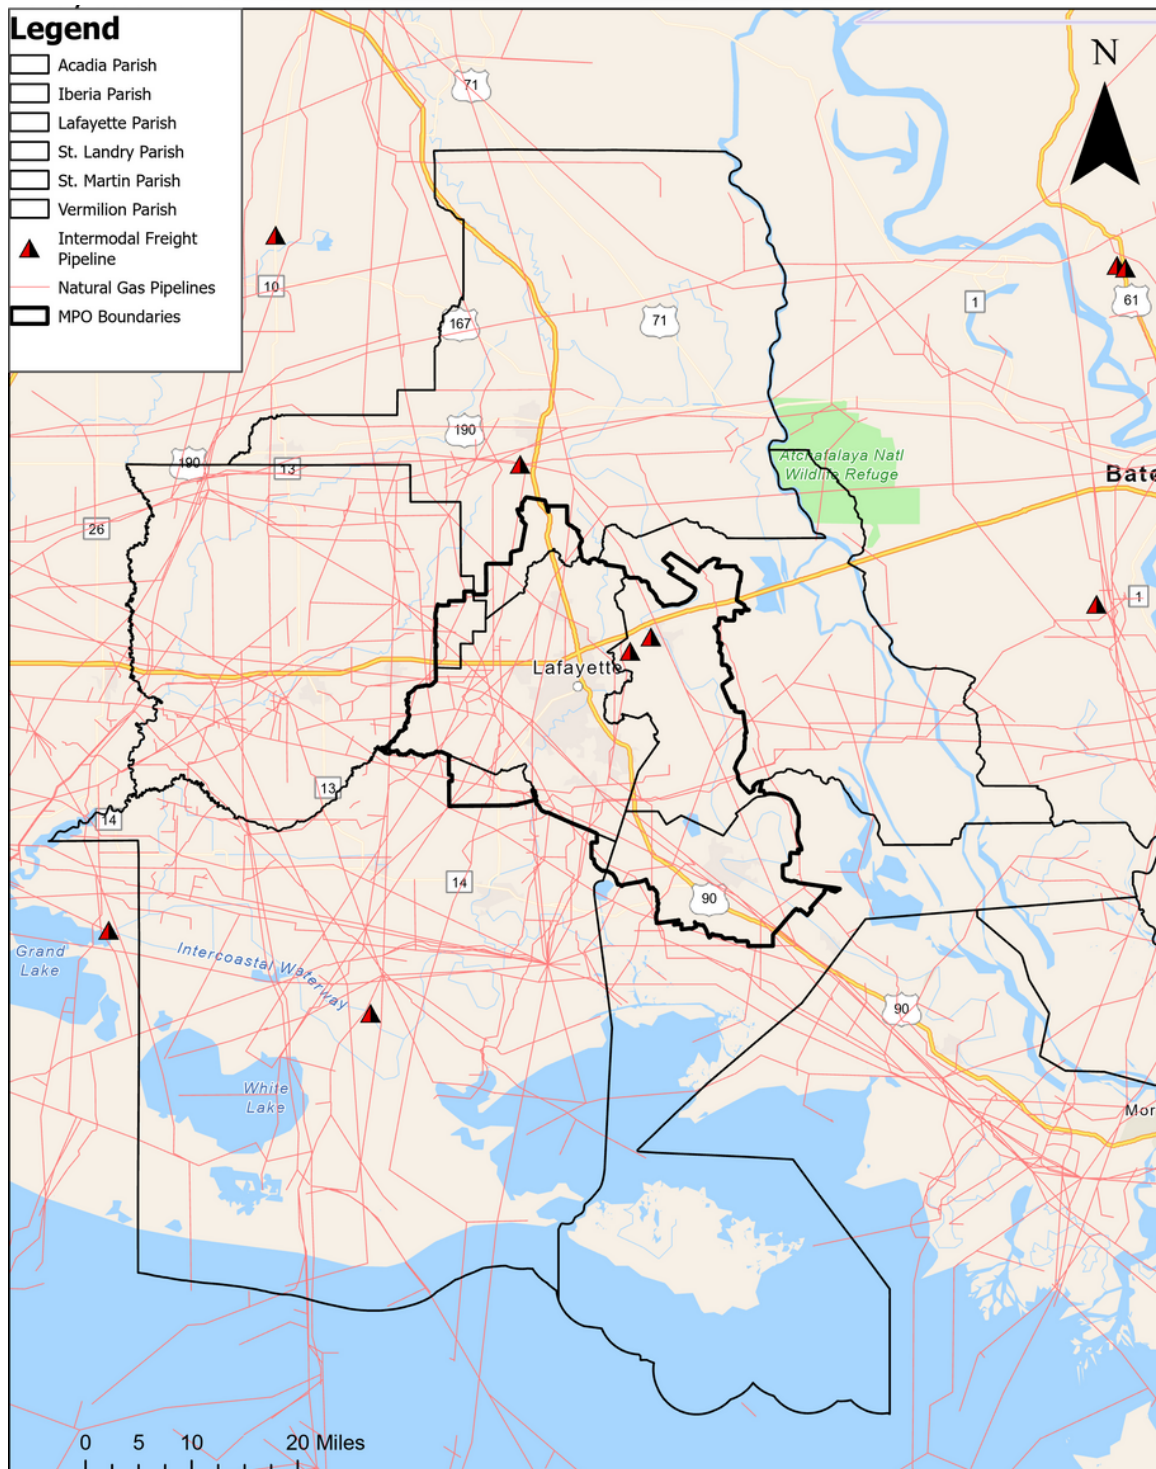 Legend
Acadia Parish
Iberia Parish
Lafayette Parish
St. Landry Parish
St. Martin Parish
Vermilion Parish
Intermodal Freight
Pipeline
Natural Gas Pipelines
MPO Boundaries
N
71
10
1
61
167
71
190
190
13
Atchafalaya Natl
Wildlife Refuge
Bate
26
1
Lafayette
13
14
14
90
Grand
Lake
Intercoastal Waterway
90
White
Lake
Mor
0 5 10 20 Miles